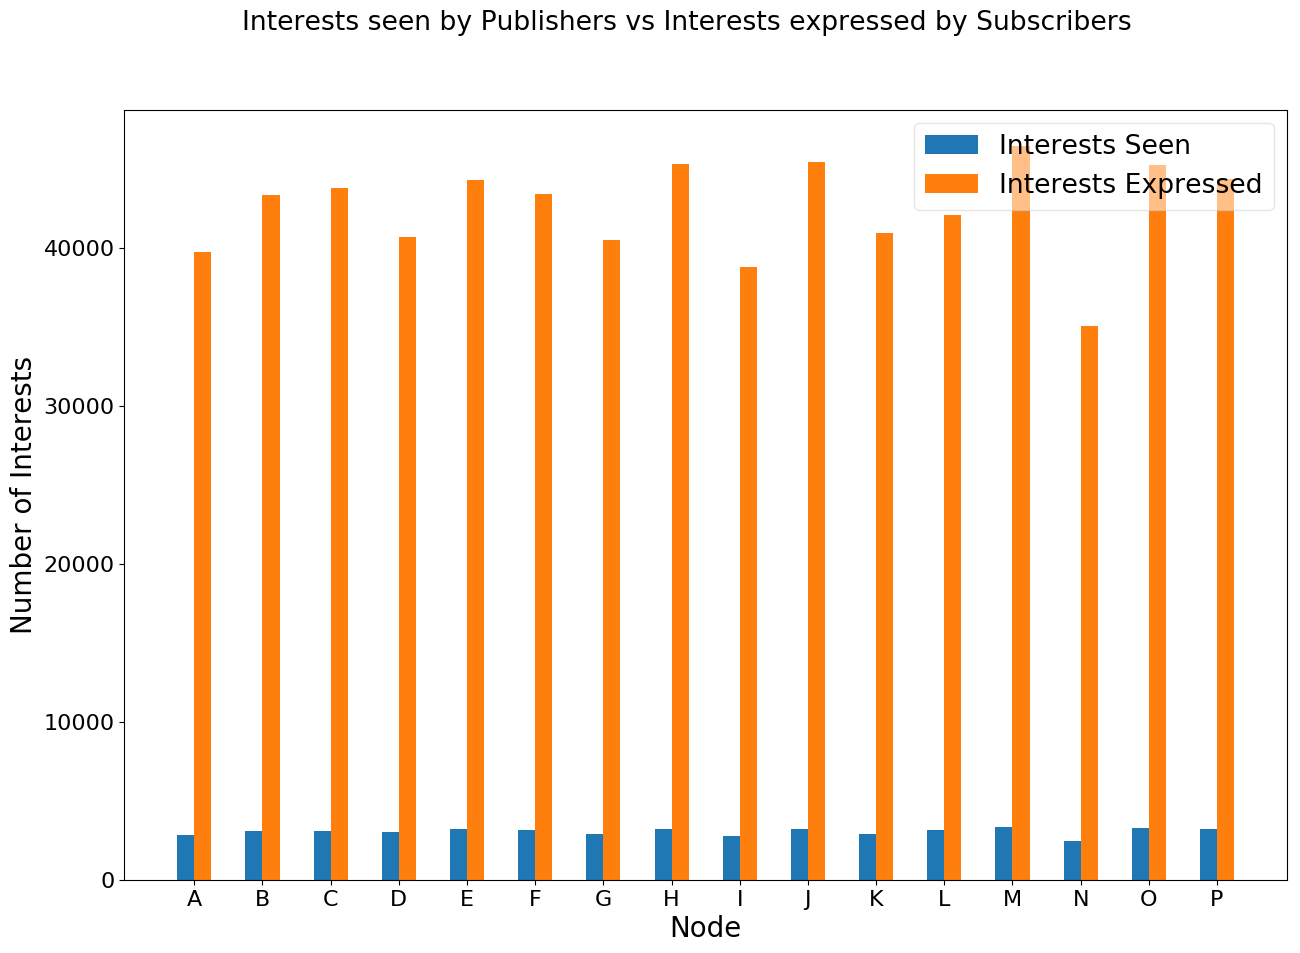 Interests seen by Publishers vs Interests expressed by Subscribers
Interests Seen
Interests Expressed
Number of Interests
40000
30000
20000
10000
0
A B C D E F G H I J K L M N O P
Node